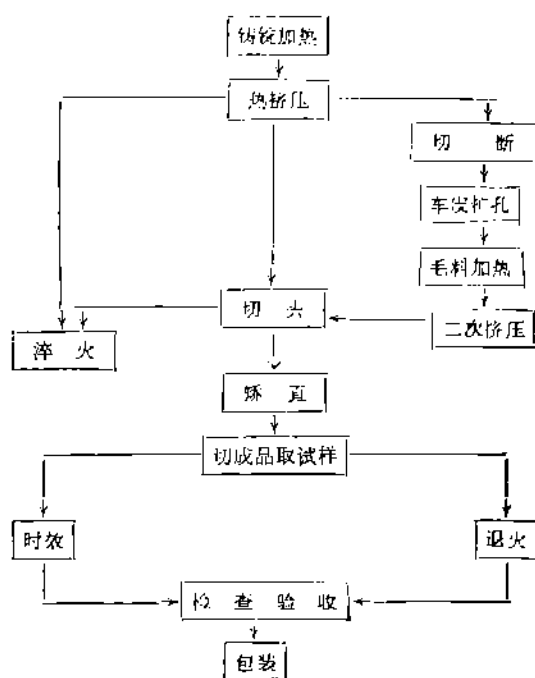 铸锭加热
热挤压
切断
车皮扩孔
毛料加热
切头
二次挤压
淬火
矫直
切成品取试样
时效
退火
检查验收
包装